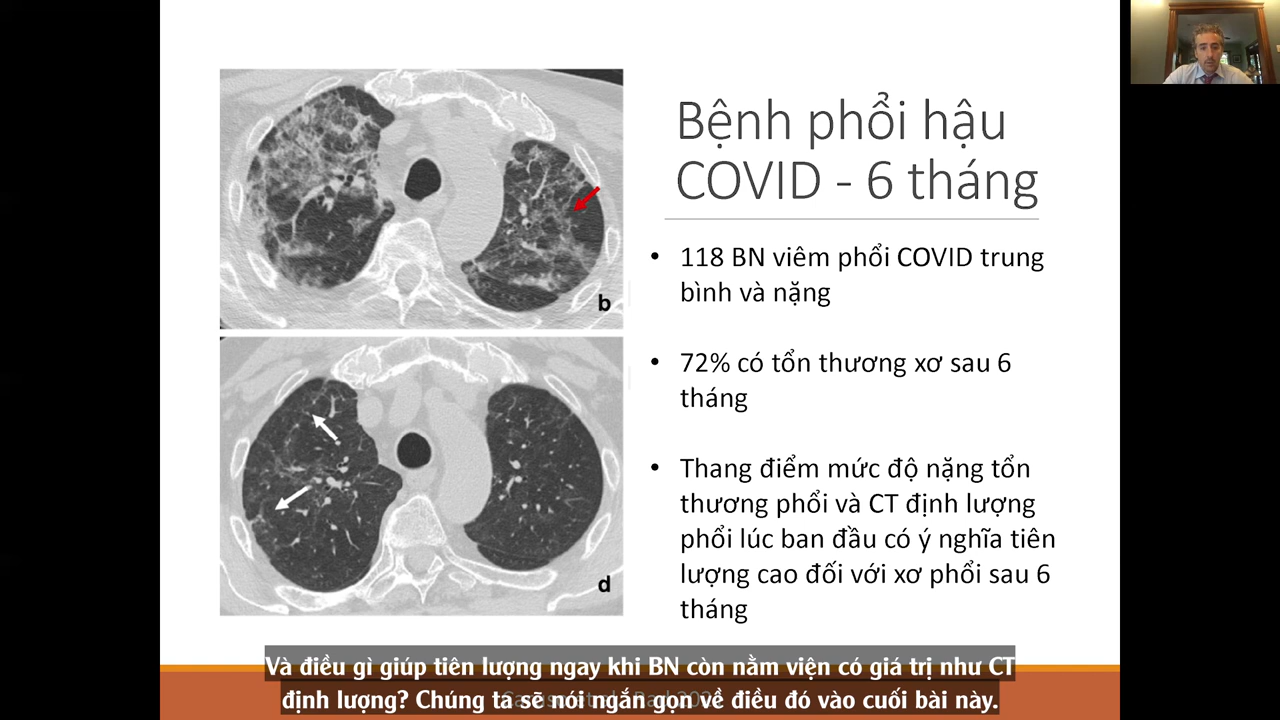 Bệnh phổi hậu
COVID - 6 tháng
• 118 BN viêm phổi COVID trung
bình và nặng
• 72% có tổn thương xơ sau 6
tháng
• Thang điểm mức độ nặng tổn
thương phổi và CT định lượng
phổi lúc ban đầu có ý nghĩa tiên
lượng cao đối với xơ phổi sau 6
tháng
b
d
Và điều gì giúp tiên lượng ngay khi BN còn nằm viện có giá trị như CT
định lượng? Chúng ta sẽ nói ngắn gọn về điều đó vào cuối bài này.